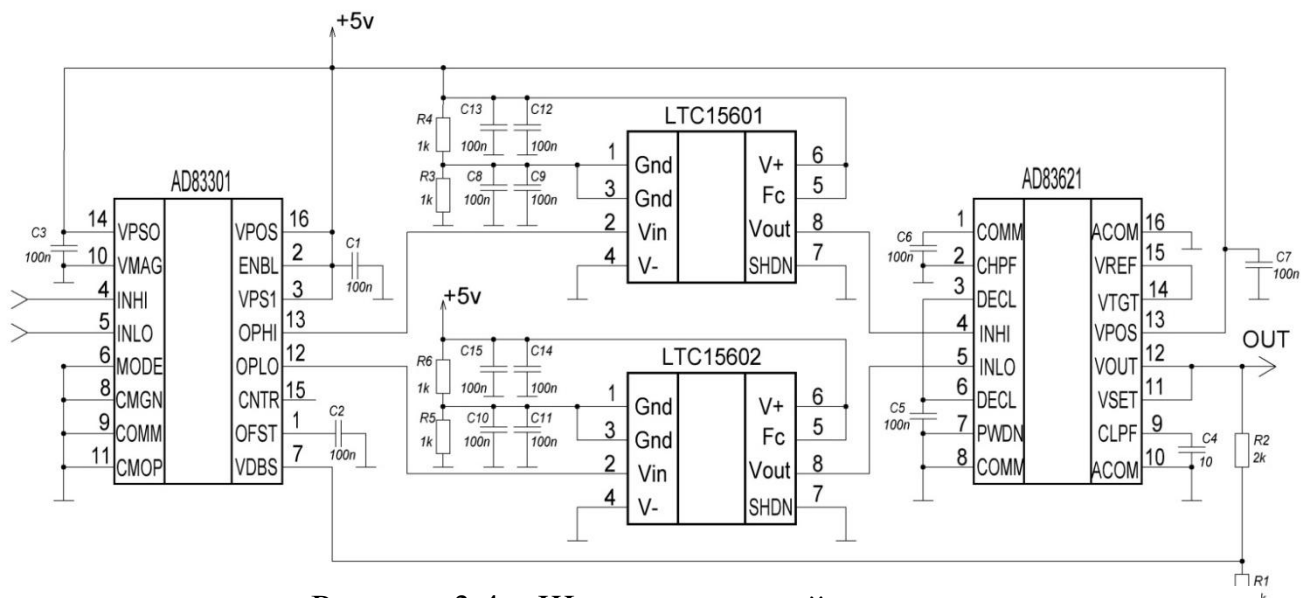 +5v
C3
100n
AD83301
14 VPSO
10 VMAG
4 INHI
5 INLO
6 MODE
8 CMGN
9 COMM
11 CMOP
VPOS 16
ENBL 2
VPS1 3
OPHI 13
OPLO 12
CNTR 15
OFST 1
VDBS 7
C1
100n
C2
100n
R4
1k
C13
100n
C12
100n
R3
1k
C8
100n
C9
100n
LTC15601
1 Gnd
3 Gnd
2 Vin
4 V-
V+ 6
Fc 5
Vout 8
SHDN 7
+5v
R6
1k
C15
100n
C14
100n
R5
1k
C10
100n
C11
100n
LTC15602
1 Gnd
3 Gnd
2 Vin
4 V-
V+ 6
Fc 5
Vout 8
SHDN 7
C6
100n
C5
100n
AD83621
1 COMM
2 CHPF
3 DECL
4 INHI
5 INLO
6 DECL
7 PWDN
8 COMM
ACOM 16
VREF 15
VTGT 14
VPOS 13
VOUT 12
VSET 11
CLPF 9
ACOM 10
C7
100n
OUT
C4
10
R2
2k
R1